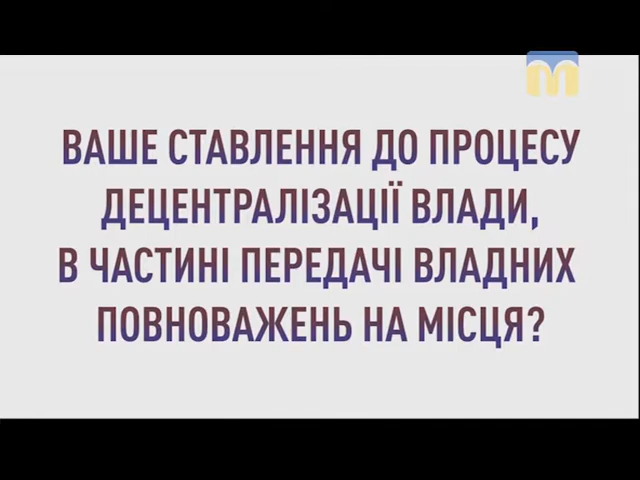 ВАШЕ СТАВЛЕННЯ ДО ПРОЦЕСУ
ДЕЦЕНТРАЛІЗАЦІЇ ВЛАДИ,
В ЧАСТИНІ ПЕРЕДАЧІ ВЛАДНИХ
ПОВНОВАЖЕНЬ НА МІСЦЯ?